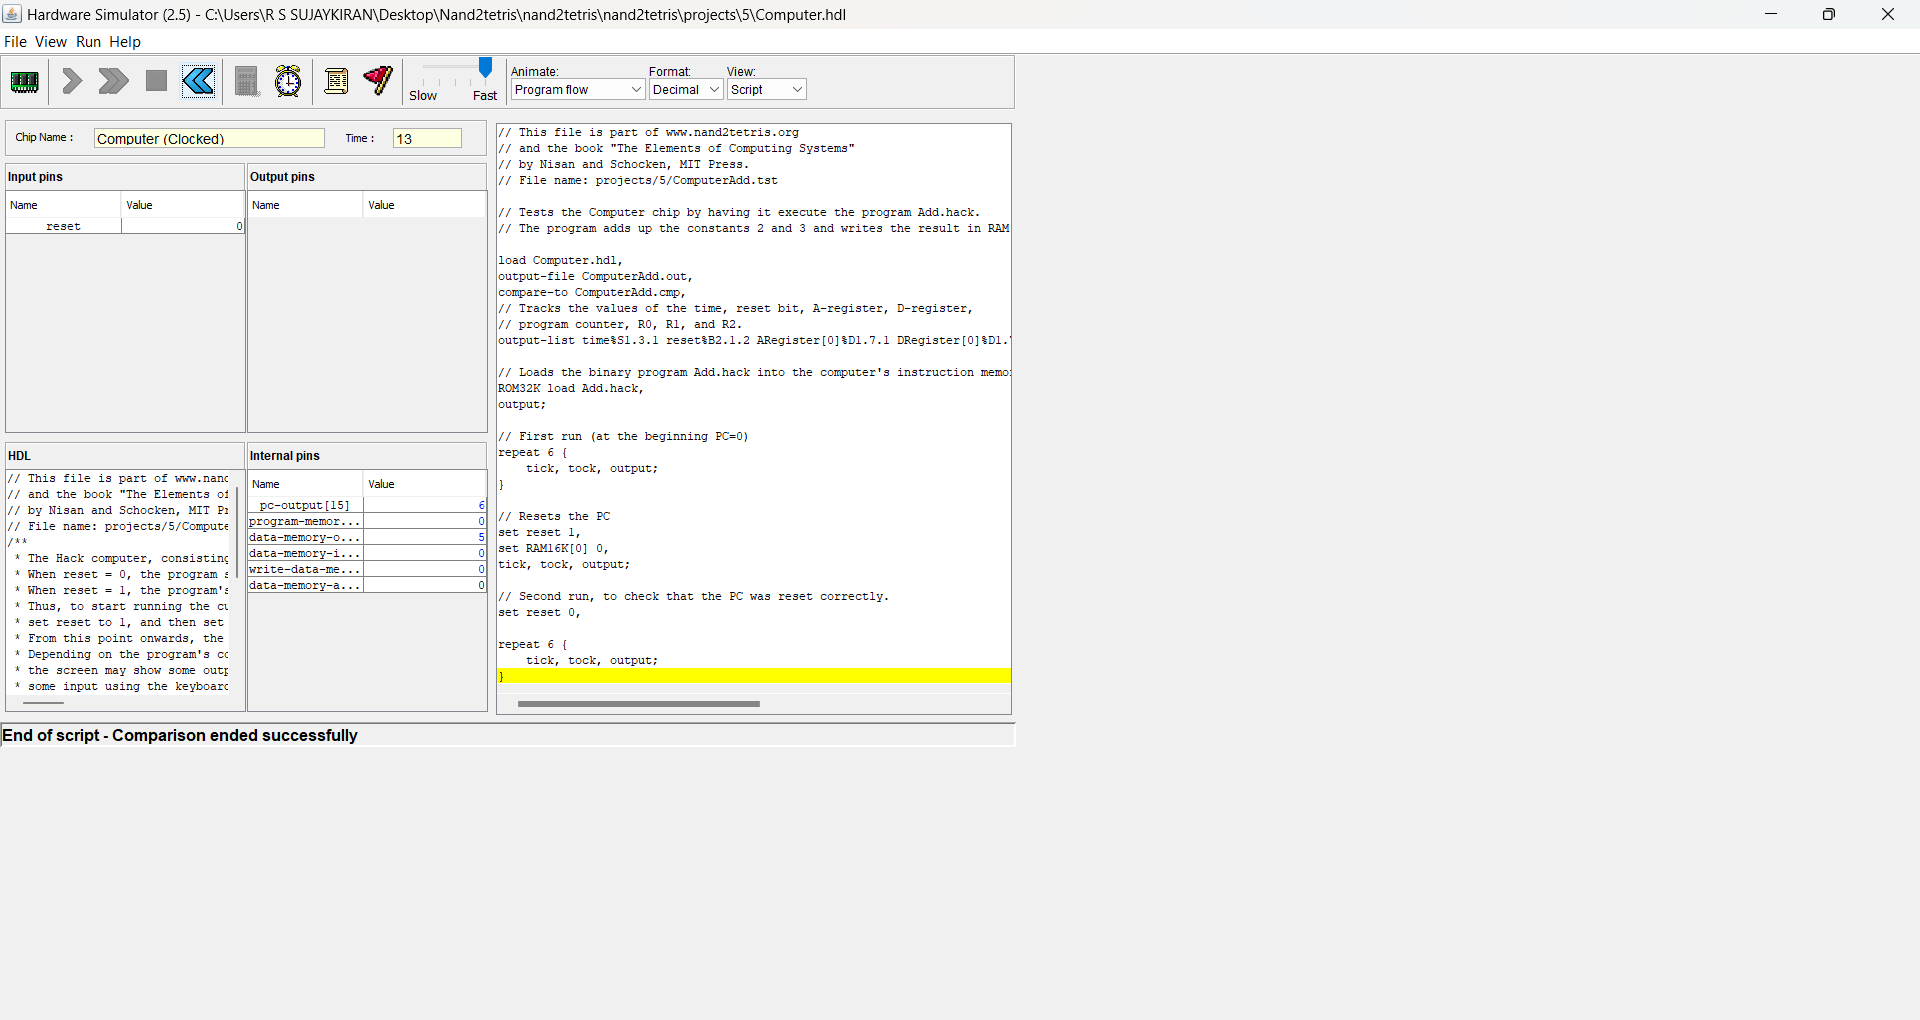 Hardware Simulator (2.5) - C:\Users\R S SUJAYKIRAN\Desktop\Nand2tetris\nand2tetris\nand2tetris\projects\5\Computer.hdl
File View Run Help
Slow Fast
Animate: Format: View:
Program flow Decimal Script
Chip Name : Computer (Clocked) Time : 13
Input pins
Name Value
reset 0
Output pins
Name Value
HDL
// This file is part of www.nand
// and the book "The Elements of
// by Nisan and Schocken, MIT Pr
// File name: projects/5/Compute
/**
* The Hack computer, consisting
* When reset = 0, the program s
* When reset = 1, the program's
* Thus, to start running the cu
* set reset to 1, and then set
* From this point onwards, the
* Depending on the program's co
* the screen may show some outp
* some input using the keyboard
Internal pins
Name Value
pc-output[15] 6
program-memor... 0
data-memory-o... 5
data-memory-i... 0
write-data-me... 0
data-memory-a... 0
// This file is part of www.nand2tetris.org
// and the book "The Elements of Computing Systems"
// by Nisan and Schocken, MIT Press.
// File name: projects/5/ComputerAdd.tst
// Tests the Computer chip by having it execute the program Add.hack.
// The program adds up the constants 2 and 3 and writes the result in RAM
load Computer.hdl,
output-file ComputerAdd.out,
compare-to ComputerAdd.cmp,
// Tracks the values of the time, reset bit, A-register, D-register,
// program counter, R0, R1, and R2.
output-list time%S1.3.1 reset%B2.1.2 ARegister[0]%D1.7.1 DRegister[0]%D1.
// Loads the binary program Add.hack into the computer's instruction memo
ROM32K load Add.hack,
output;
// First run (at the beginning PC=0)
repeat 6 {
tick, tock, output;
}
// Resets the PC
set reset 1,
set RAM16K[0] 0,
tick, tock, output;
// Second run, to check that the PC was reset correctly.
set reset 0,
repeat 6 {
tick, tock, output;
}
End of script - Comparison ended successfully